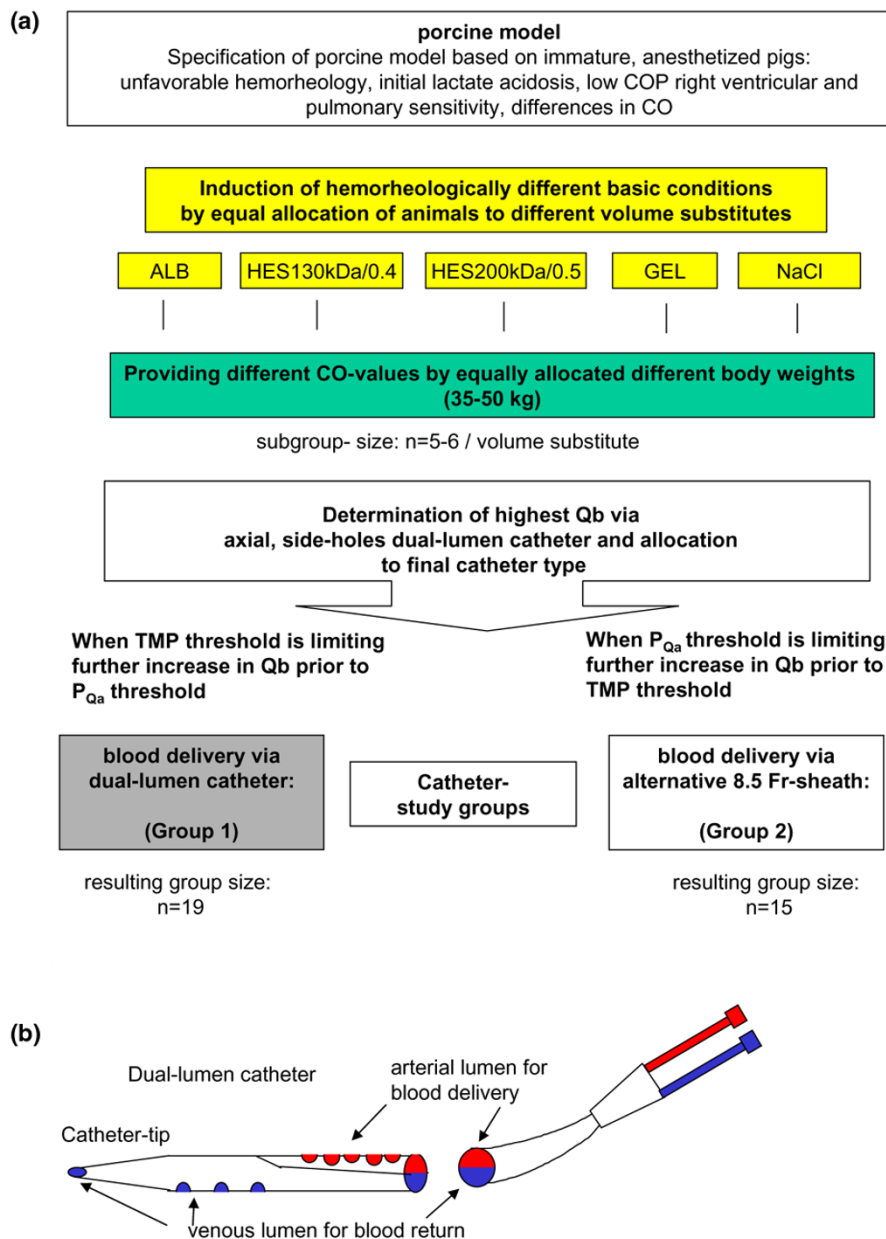 (a)
porcine model
Specification of porcine model based on immature, anesthetized pigs:
unfavorable hemorheology, initial lactate acidosis, low COP right ventricular and
pulmonary sensitivity, differences in CO
Induction of hemorheologically different basic conditions
by equal allocation of animals to different volume substitutes
ALB HES130kDa/0.4 HES200kDa/0.5 GEL NaCl
Providing different CO-values by equally allocated different body weights
(35-50 kg)
subgroup- size: n=5-6 / volume substitute
Determination of highest Qb via
axial, side-holes dual-lumen catheter and allocation
to final catheter type
When TMP threshold is limiting
further increase in Qb prior to
PQa threshold
When PQa threshold is limiting
further increase in Qb prior to
TMP threshold
blood delivery via
dual-lumen catheter:
(Group 1)
Catheter-
study groups
blood delivery via
alternative 8.5 Fr-sheath:
(Group 2)
resulting group size:
n=19
resulting group size:
n=15
(b)
Dual-lumen catheter
arterial lumen for
blood delivery
Catheter-tip
venous lumen for blood return